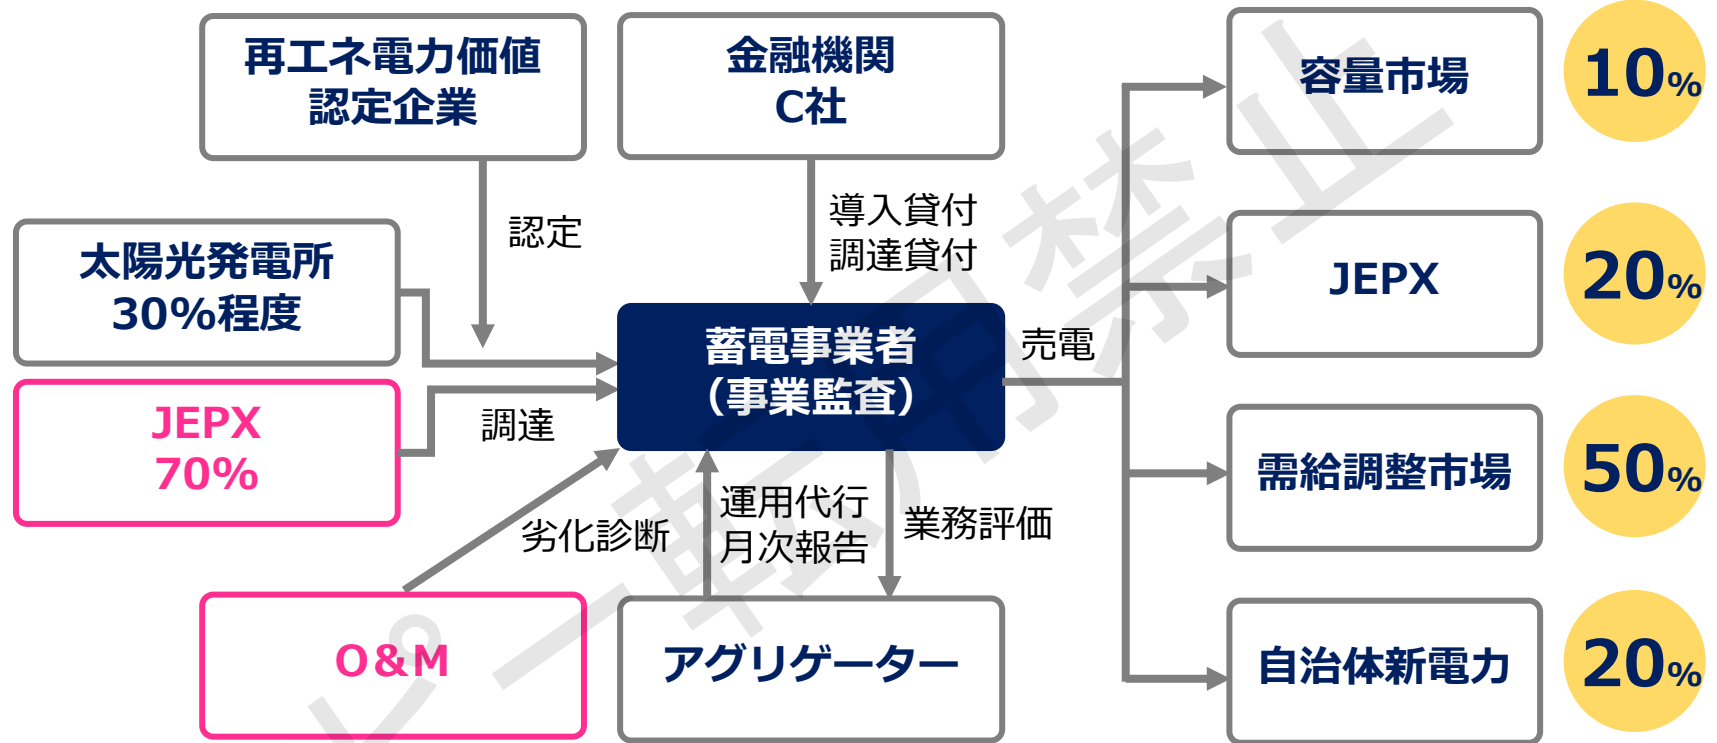 再エネ電力価値
認定企業
金融機関
C社
容量市場
10%
認定
導入貸付
調達貸付
太陽光発電所
30%程度
JEPX
20%
蓄電事業者
（事業監査）
売電
JEPX
70%
調達
需給調整市場
50%
劣化診断
運用代行
月次報告
業務評価
O&M
アグリゲーター
自治体新電力
20%
ピー転用禁止